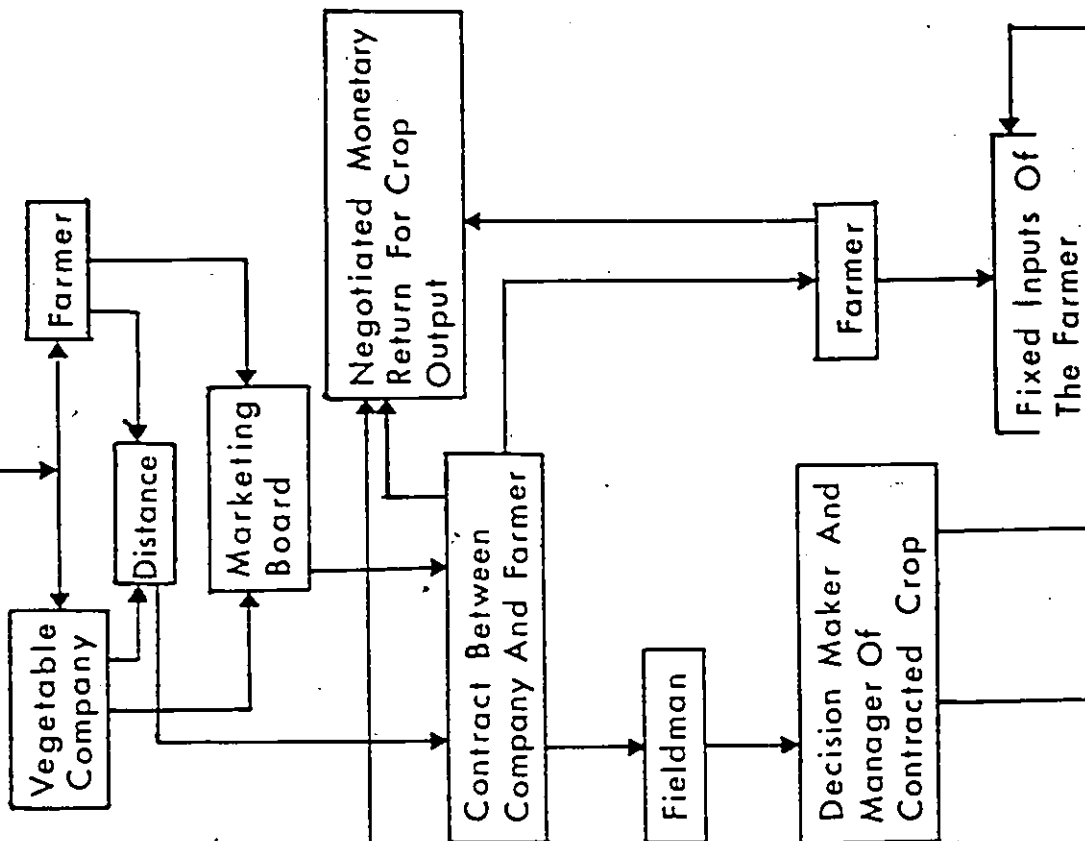 Vegetable
Company
Farmer
Distance
Marketing
Board
Negotiated Monetary
Return For Crop
Output
Contract Between
Company And Farmer
Farmer
Fieldman
Decision Maker And
Manager Of
Contracted Crop
Fixed Inputs Of
The Farmer